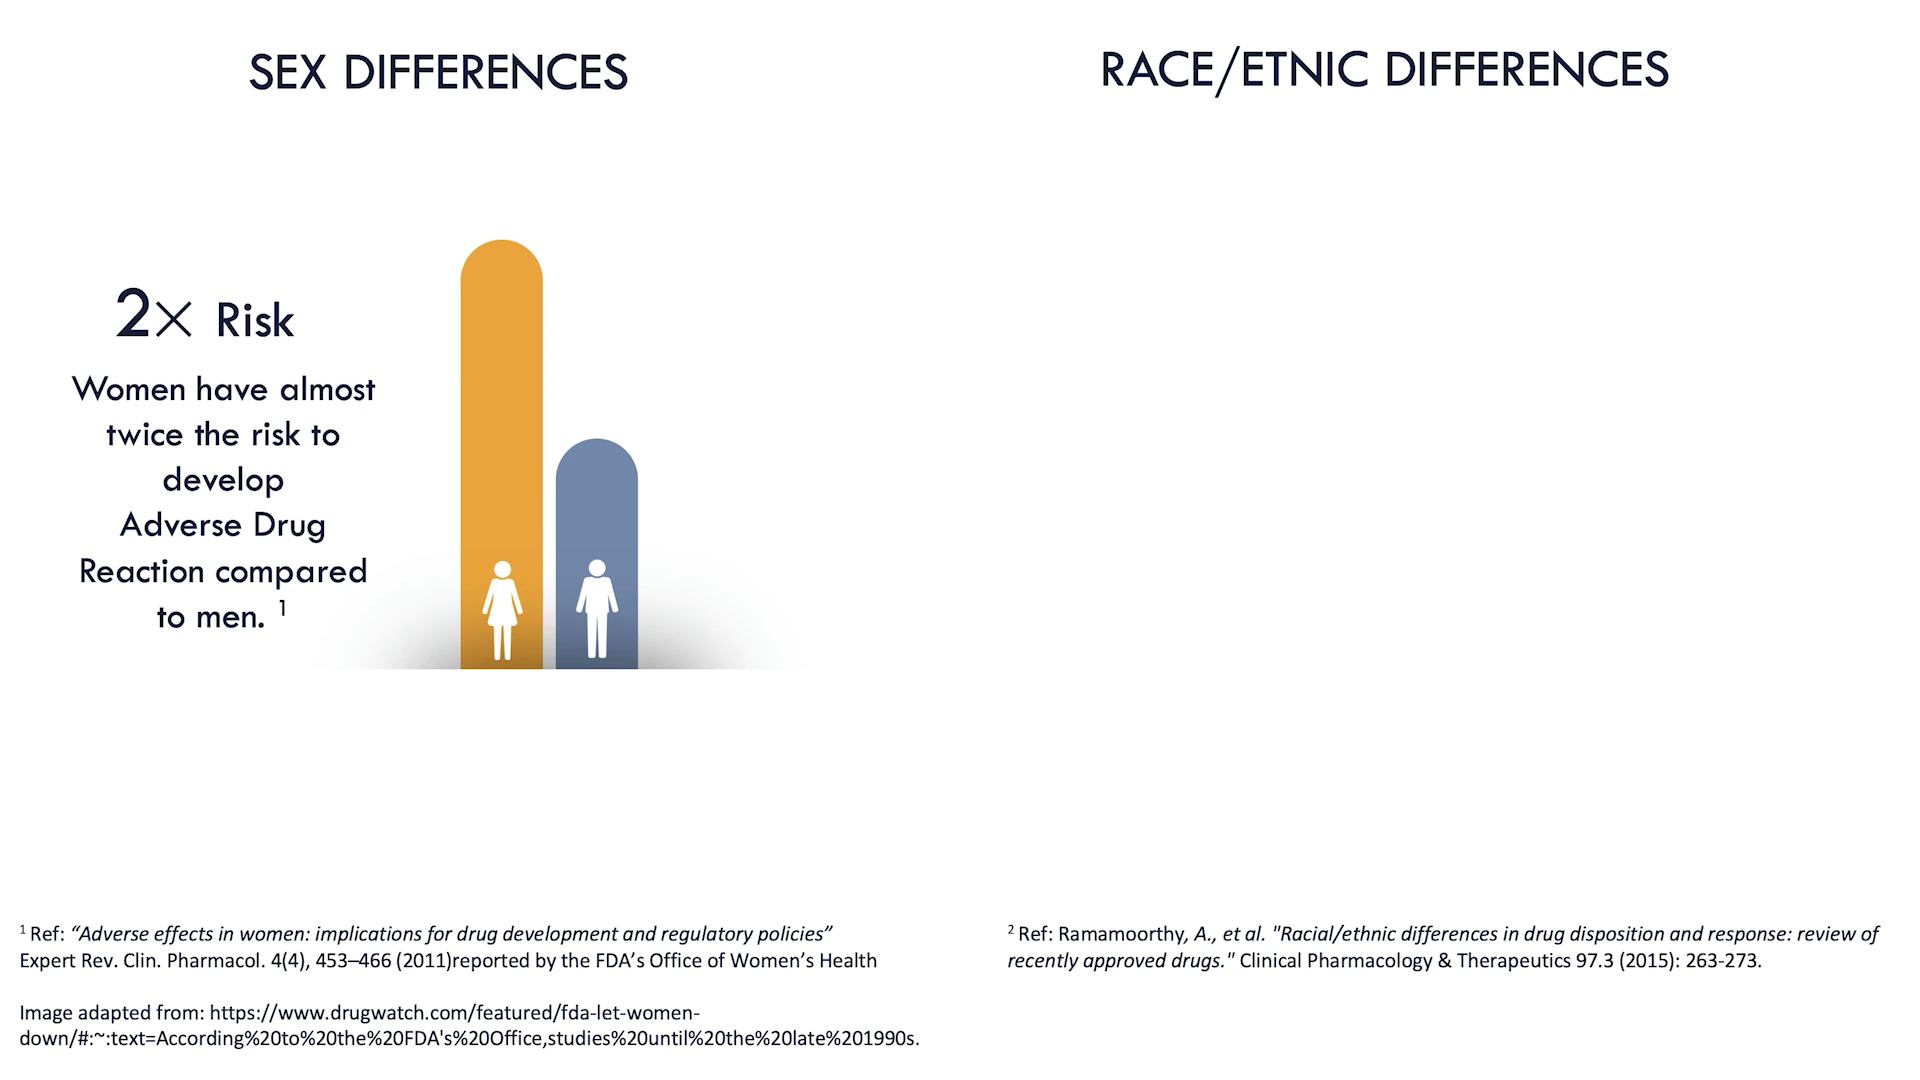 SEX DIFFERENCES
RACE/ETNIC DIFFERENCES
2× Risk
Women have almost
twice the risk to
develop
Adverse Drug
Reaction compared
to men. 1
1 Ref: “Adverse effects in women: implications for drug development and regulatory policies”
Expert Rev. Clin. Pharmacol. 4(4), 453–466 (2011)reported by the FDA’s Office of Women’s Health
Image adapted from: https://www.drugwatch.com/featured/fda-let-women-
down/#:~:text=According%20to%20the%20FDA's%20Office,studies%20until%20the%20late%201990s.
2 Ref: Ramamoorthy, A., et al. "Racial/ethnic differences in drug disposition and response: review of
recently approved drugs." Clinical Pharmacology & Therapeutics 97.3 (2015): 263-273.